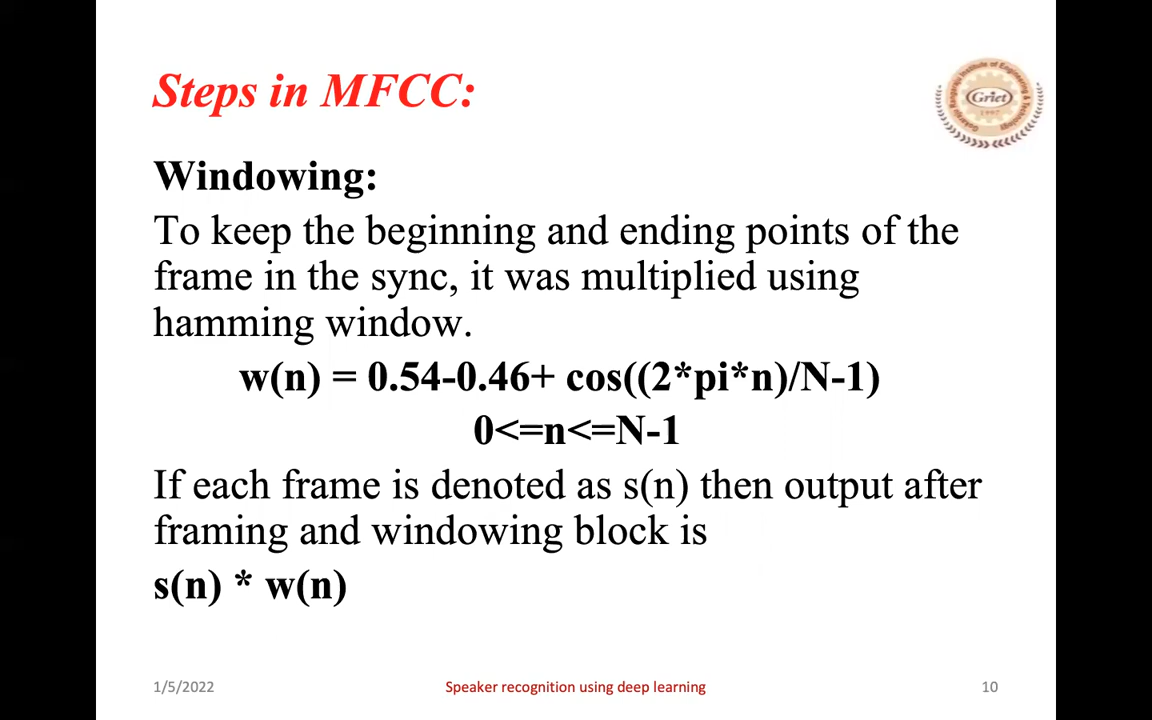 Steps in MFCC:
Griet
Windowing:
To keep the beginning and ending points of the
frame in the sync, it was multiplied using
hamming window.
w(n) = 0.54-0.46+ cos((2*pi*n)/N-1)
0<=n<=N-1
If each frame is denoted as s(n) then output after
framing and windowing block is
s(n) * w(n)
1/5/2022
Speaker recognition using deep learning
10